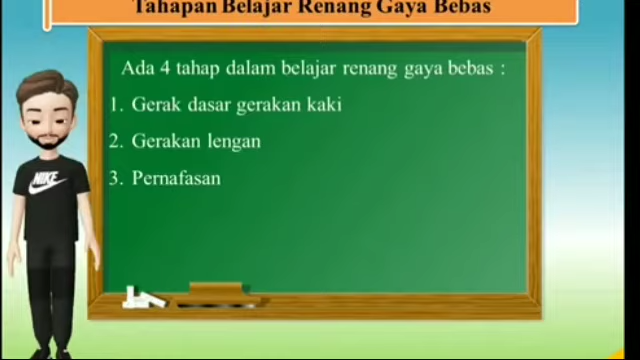 Tahapan Belajar Renang Gaya Bebas
Ada 4 tahap dalam belajar renang gaya bebas :
1. Gerak dasar gerakan kaki
2. Gerakan lengan
3. Pernafasan
NIKE